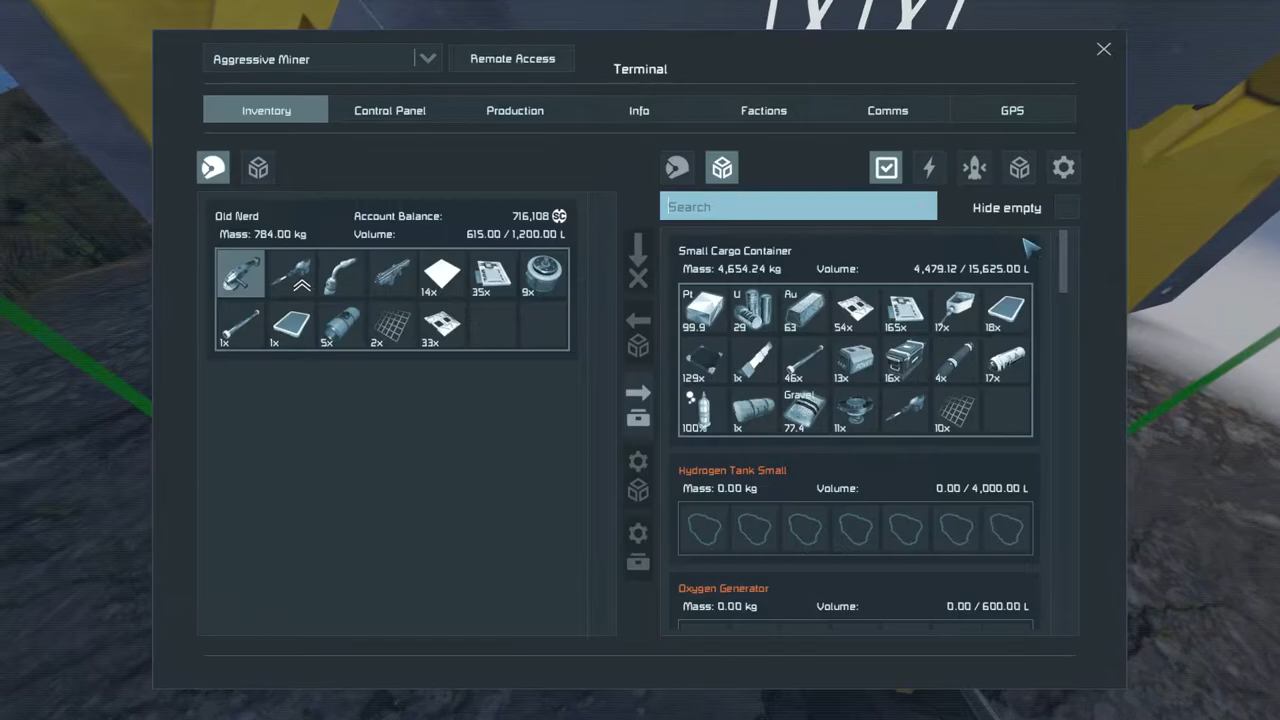 Aggressive Miner
Remote Access
Terminal
Inventory
Control Panel
Production
Info
Factions
Comms
GPS
Old Nerd
Account Balance:
716,108 SC
Mass: 784.00 kg
Volume:
615.00 / 1,200.00 L
14x
35x
9x
1x
1x
5x
2x
33x
Search
Hide empty
Small Cargo Container
Mass: 4,654.24 kg
Volume:
4,479.12 / 15,625.00 L
Pt
U
Au
99.9
29
63
54x
165x
17x
18x
129x
1x
46x
13x
16x
4x
17x
Gravel
100%
1x
77.4
11x
10x
Hydrogen Tank Small
Mass: 0.00 kg
Volume:
0.00 / 4,000.00 L
Oxygen Generator
Mass: 0.00 kg
Volume:
0.00 / 600.00 L